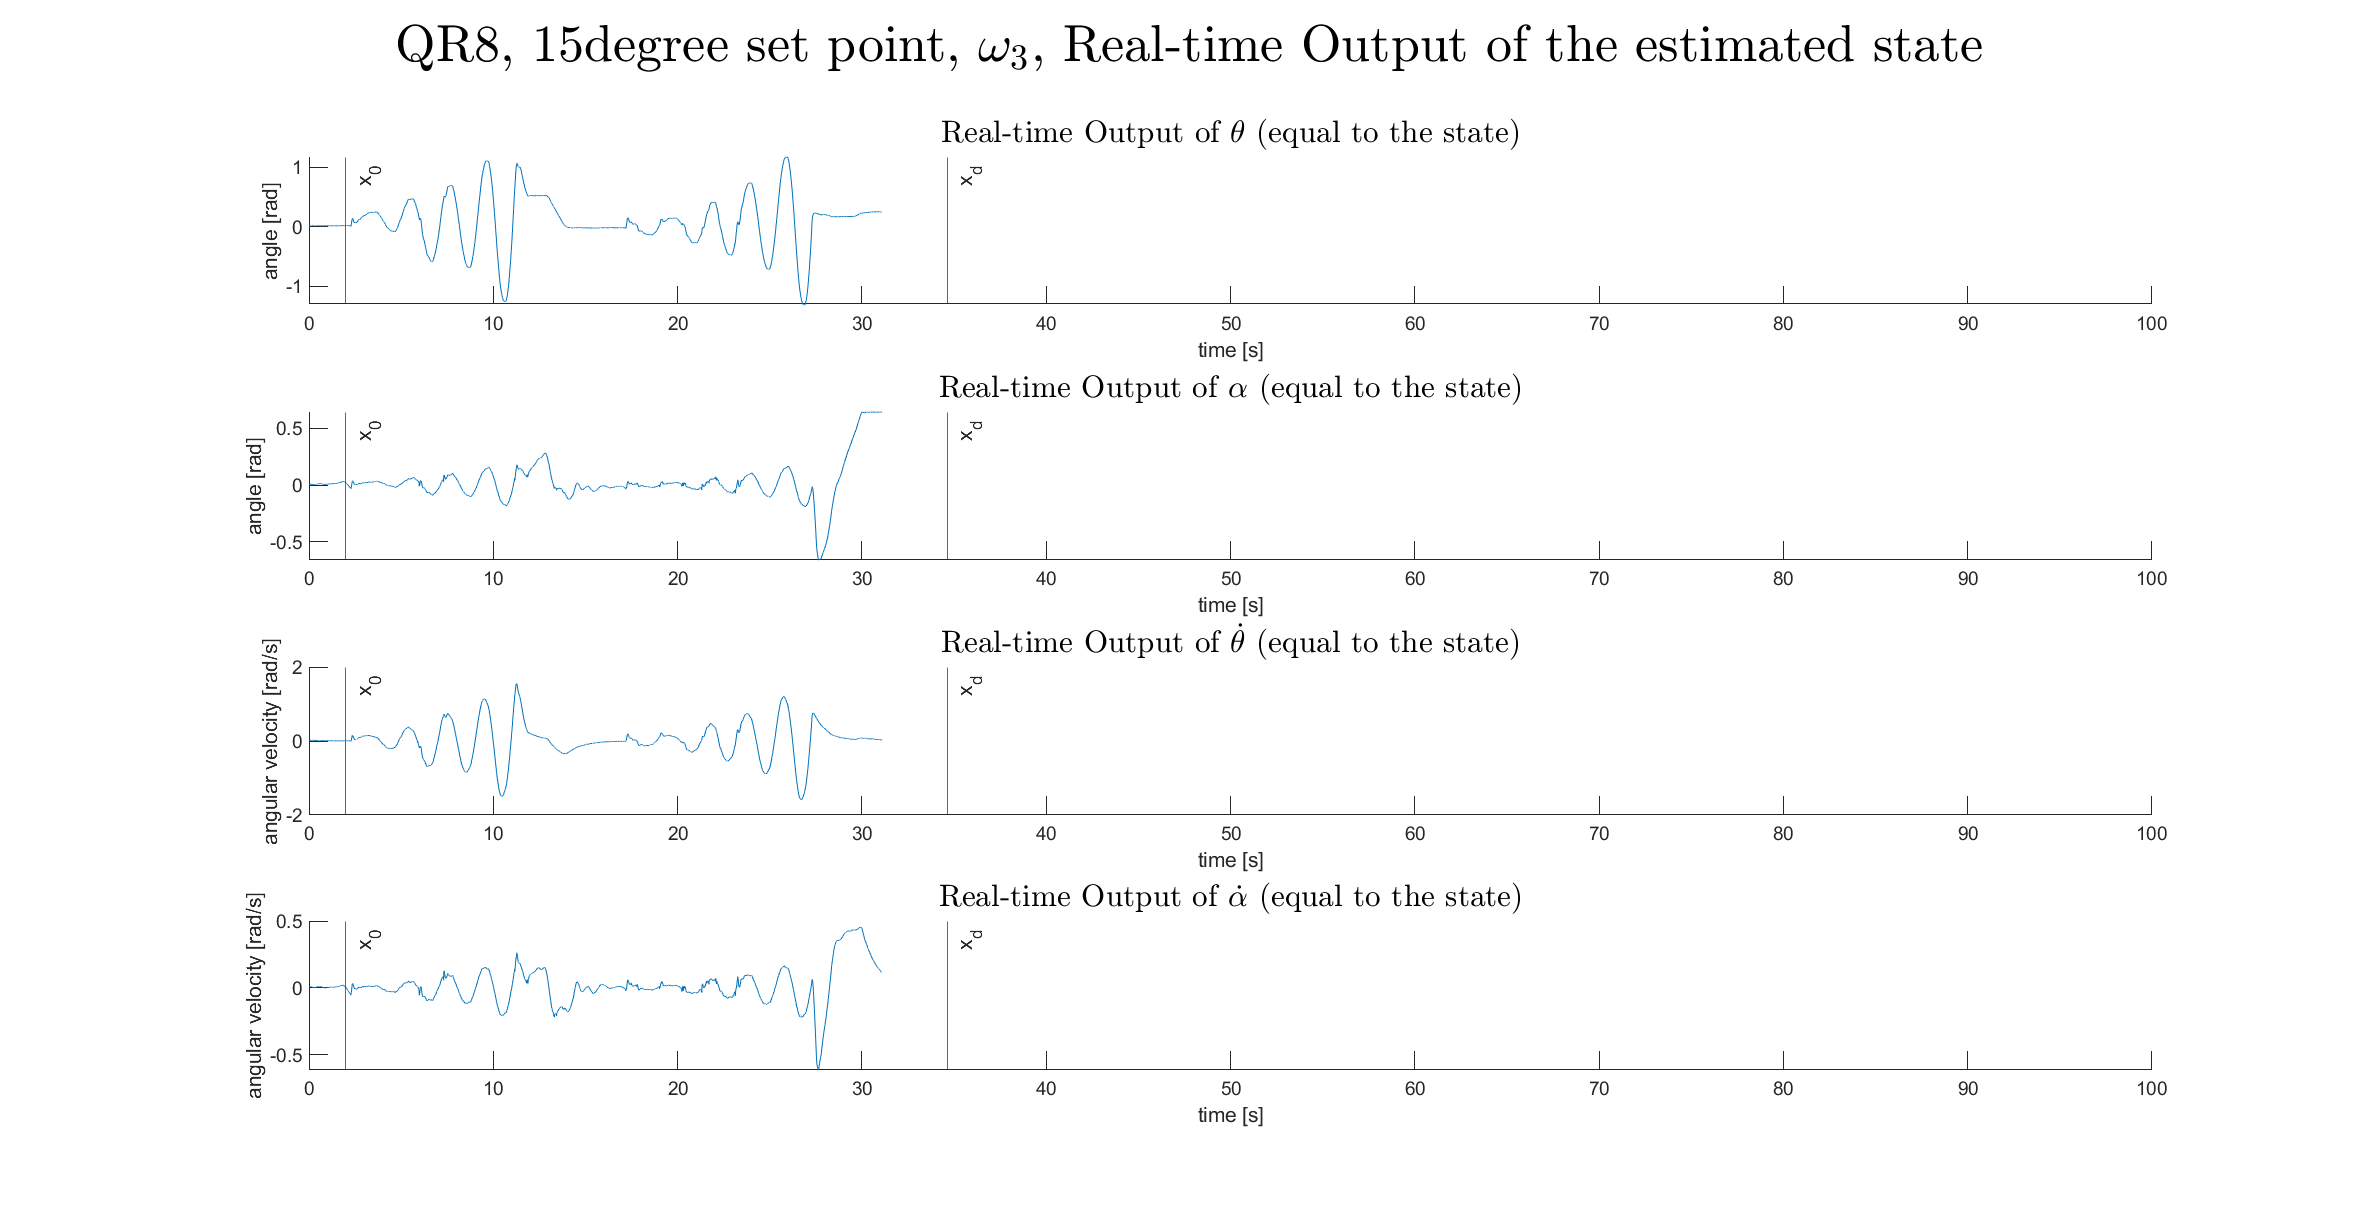 QR8, 15degree set point, ω₃, Real-time Output of the estimated state
Real-time Output of θ (equal to the state)
angle [rad]
1
0
-1
x₀
x_d
0 10 20 30 40 50 60 70 80 90 100
time [s]
Real-time Output of α (equal to the state)
angle [rad]
0.5
0
-0.5
x₀
x_d
0 10 20 30 40 50 60 70 80 90 100
time [s]
Real-time Output of θ̇ (equal to the state)
angular velocity [rad/s]
2
0
-2
x₀
x_d
0 10 20 30 40 50 60 70 80 90 100
time [s]
Real-time Output of α̇ (equal to the state)
angular velocity [rad/s]
0.5
0
-0.5
x₀
x_d
0 10 20 30 40 50 60 70 80 90 100
time [s]